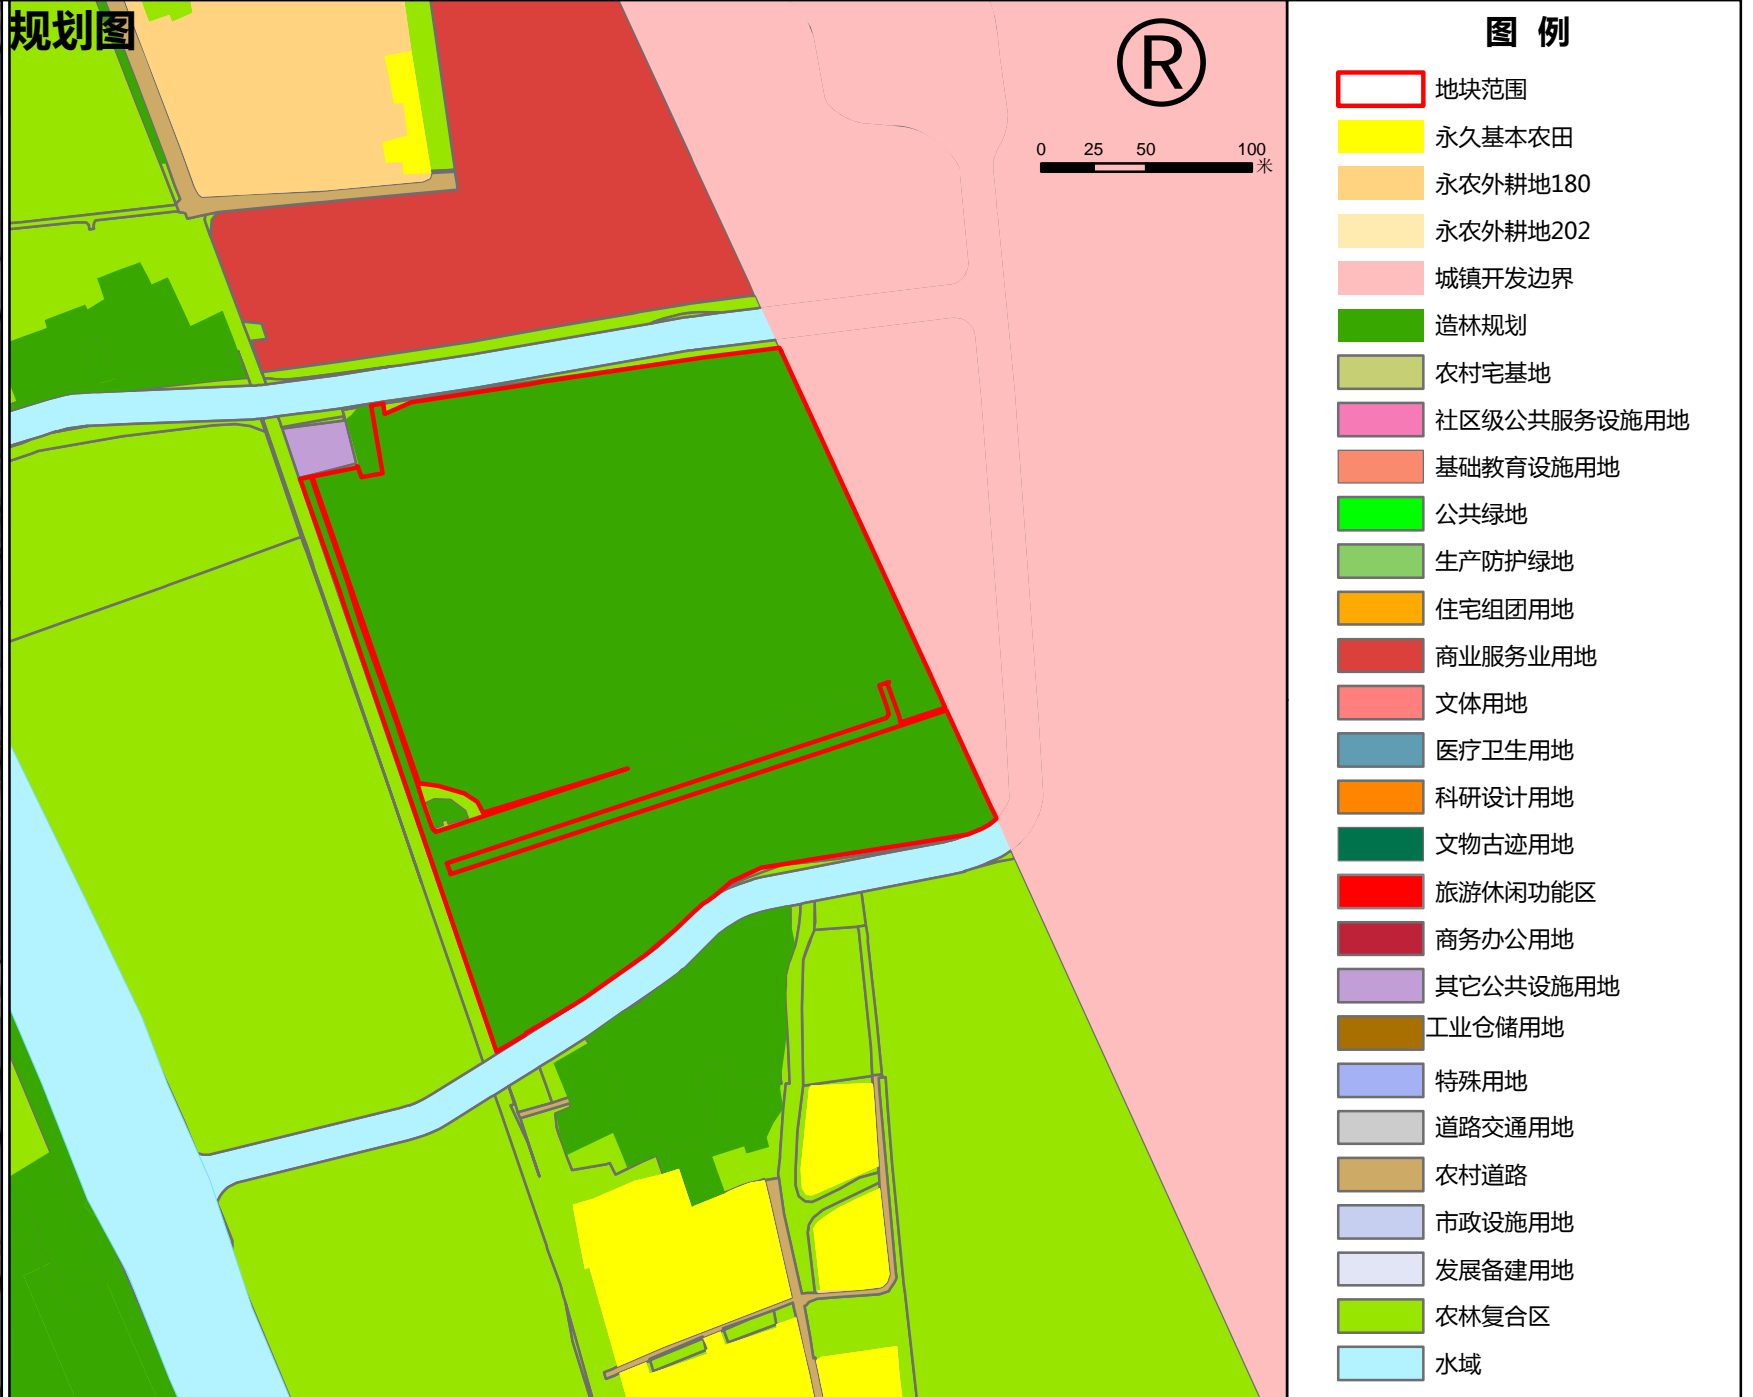 规划图
®
0 25 50 100
米
图 例
地块范围
永久基本农田
永农外耕地180
永农外耕地202
城镇开发边界
造林规划
农村宅基地
社区级公共服务设施用地
基础教育设施用地
公共绿地
生产防护绿地
住宅组团用地
商业服务业用地
文体用地
医疗卫生用地
科研设计用地
文物古迹用地
旅游休闲功能区
商务办公用地
其它公共设施用地
工业仓储用地
特殊用地
道路交通用地
农村道路
市政设施用地
发展备建用地
农林复合区
水域